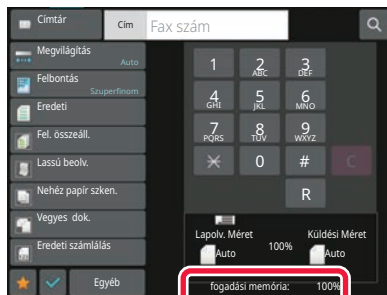 Címtár
Cím
Fax szám
Megvilágítás
Auto
Felbontás
Szuperfinom
Eredeti
Fel. összeáll.
Lassú beolv.
Nehéz papír szken.
Vegyes dok.
Eredeti számlálás
Egyéb
1
2 ABC
3 DEF
4 GHI
5 JKL
6 MNO
7 PQRS
8 TUV
9 WXYZ
0
#
C
R
Lapolv. Méret
Küldési Méret
Auto
100%
Auto
fogadási memória: 100%